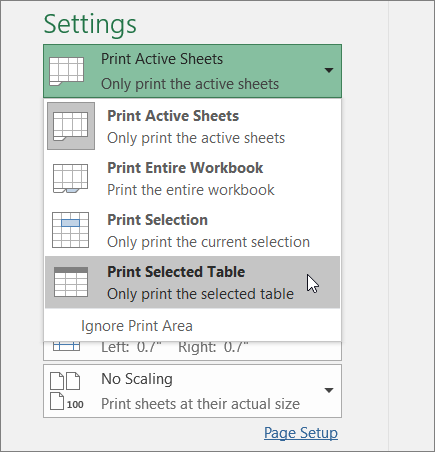 Settings
Print Active Sheets
Only print the active sheets
Print Active Sheets
Only print the active sheets
Print Entire Workbook
Print the entire workbook
Print Selection
Only print the current selection
Print Selected Table
Only print the selected table
Ignore Print Area
Left: 0.7" Right: 0.7"
No Scaling
100 Print sheets at their actual size
Page Setup